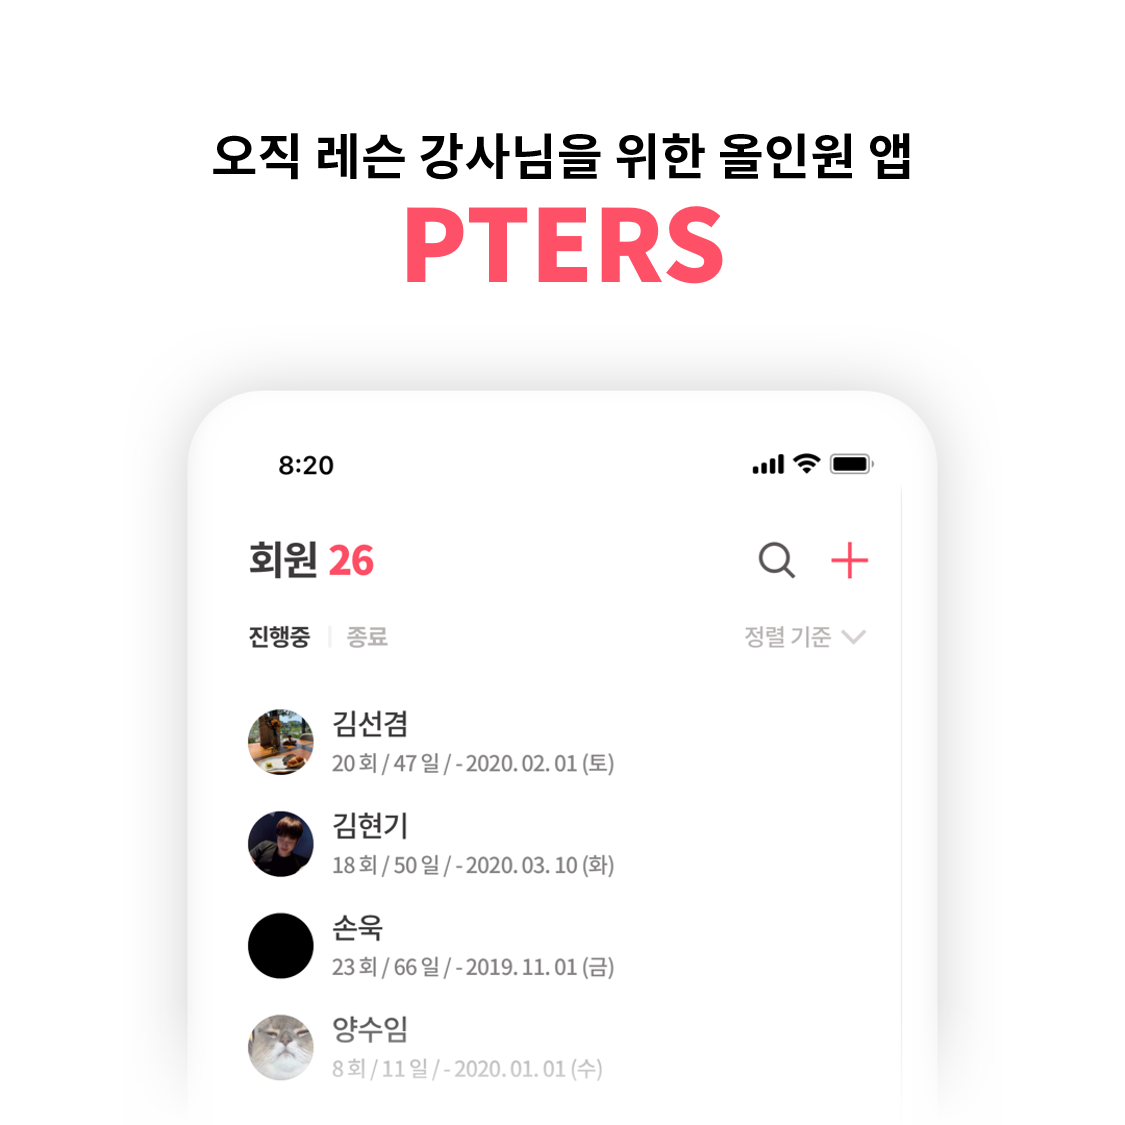 오직 레슨 강사님을 위한 올인원 앱
PTERS
8:20
회원 26
진행중 | 종료 정렬 기준
김선겸
20 회 / 47 일 / - 2020. 02. 01 (토)
김현기
18 회 / 50 일 / - 2020. 03. 10 (화)
손욱
23 회 / 66 일 / - 2019. 11. 01 (금)
양수임
8 회 / 11 일 / - 2020. 01. 01 (수)